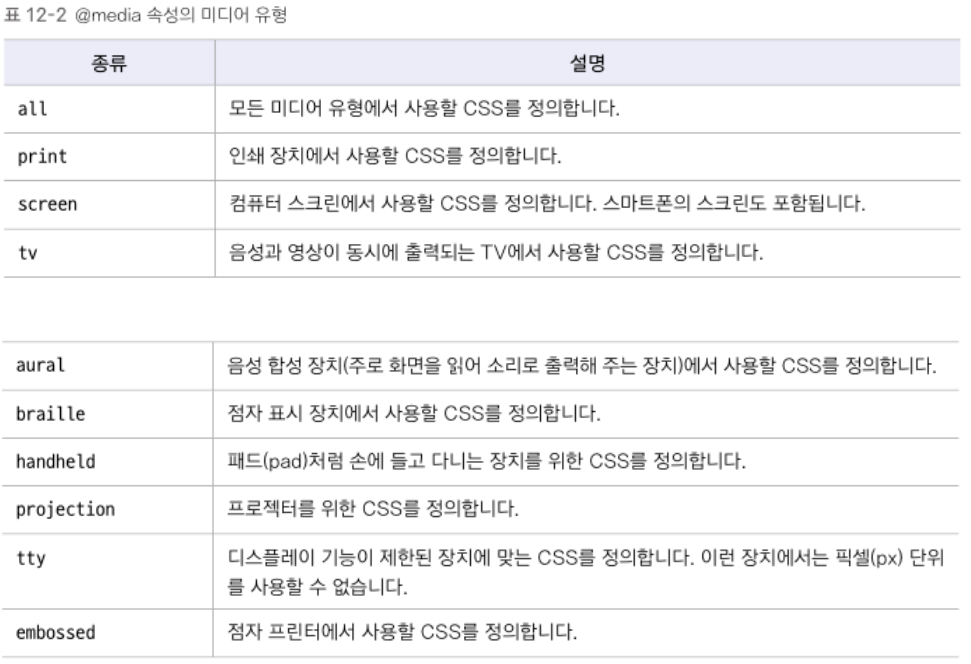 표 12-2 @media 속성의 미디어 유형
종류 설명
all 모든 미디어 유형에서 사용할 CSS를 정의합니다.
print 인쇄 장치에서 사용할 CSS를 정의합니다.
screen 컴퓨터 스크린에서 사용할 CSS를 정의합니다. 스마트폰의 스크린도 포함됩니다.
tv 음성과 영상이 동시에 출력되는 TV에서 사용할 CSS를 정의합니다.
aural 음성 합성 장치(주로 화면을 읽어 소리로 출력해 주는 장치)에서 사용할 CSS를 정의합니다.
braille 점자 표시 장치에서 사용할 CSS를 정의합니다.
handheld 패드(pad)처럼 손에 들고 다니는 장치를 위한 CSS를 정의합니다.
projection 프로젝터를 위한 CSS를 정의합니다.
tty 디스플레이 기능이 제한된 장치에 맞는 CSS를 정의합니다. 이런 장치에서는 픽셀(px) 단위
를 사용할 수 없습니다.
embossed 점자 프린터에서 사용할 CSS를 정의합니다.